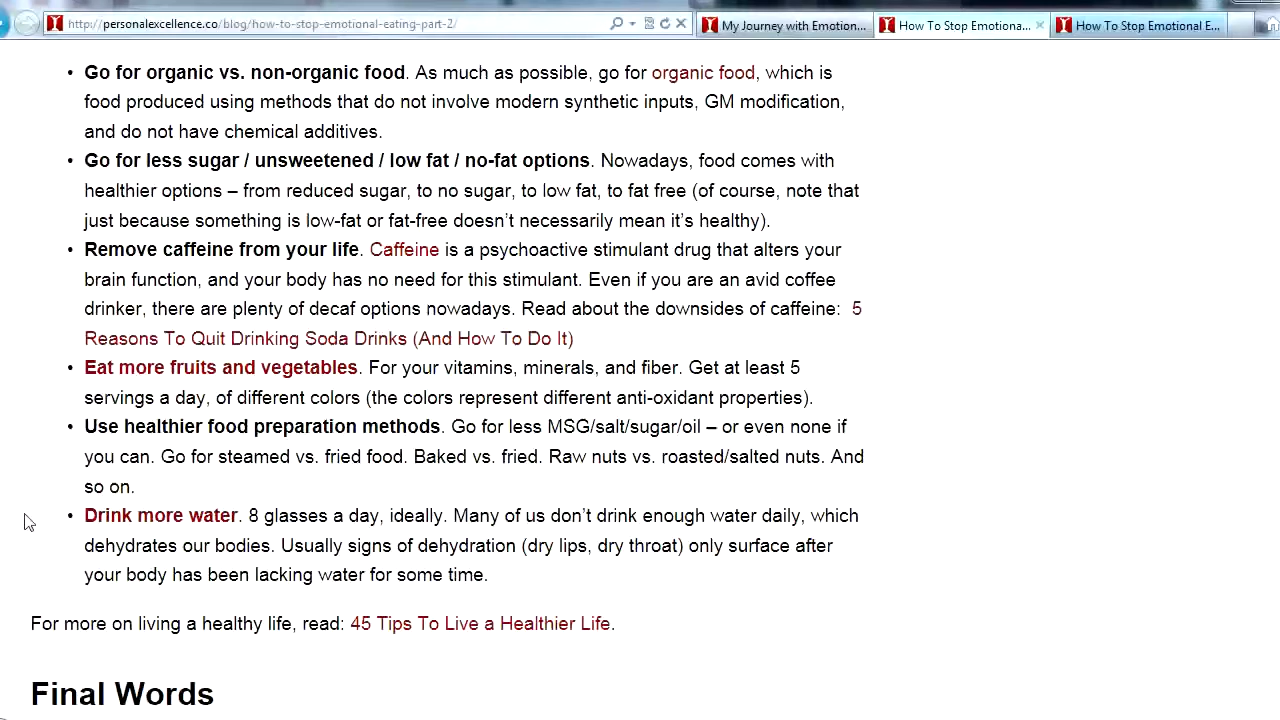 http://personalexcellence.co/blog/how-to-stop-emotional-eating-part-2/
My Journey with Emotion...
How To Stop Emotiona...
How To Stop Emotional E...
• Go for organic vs. non-organic food. As much as possible, go for organic food, which is
food produced using methods that do not involve modern synthetic inputs, GM modification,
and do not have chemical additives.
• Go for less sugar / unsweetened / low fat / no-fat options. Nowadays, food comes with
healthier options – from reduced sugar, to no sugar, to low fat, to fat free (of course, note that
just because something is low-fat or fat-free doesn’t necessarily mean it’s healthy).
• Remove caffeine from your life. Caffeine is a psychoactive stimulant drug that alters your
brain function, and your body has no need for this stimulant. Even if you are an avid coffee
drinker, there are plenty of decaf options nowadays. Read about the downsides of caffeine: 5
Reasons To Quit Drinking Soda Drinks (And How To Do It)
• Eat more fruits and vegetables. For your vitamins, minerals, and fiber. Get at least 5
servings a day, of different colors (the colors represent different anti-oxidant properties).
• Use healthier food preparation methods. Go for less MSG/salt/sugar/oil – or even none if
you can. Go for steamed vs. fried food. Baked vs. fried. Raw nuts vs. roasted/salted nuts. And
so on.
• Drink more water. 8 glasses a day, ideally. Many of us don’t drink enough water daily, which
dehydrates our bodies. Usually signs of dehydration (dry lips, dry throat) only surface after
your body has been lacking water for some time.
For more on living a healthy life, read: 45 Tips To Live a Healthier Life.
Final Words